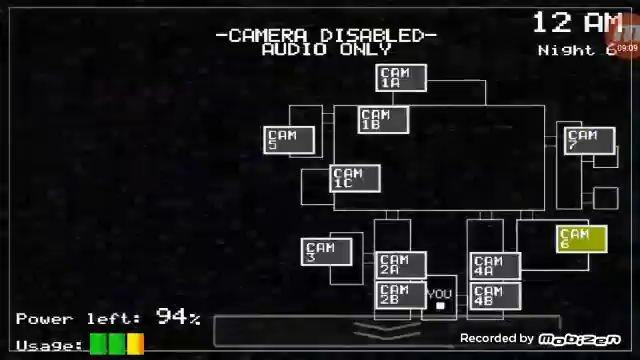 12 AM
-CAMERA DISABLED-
AUDIO ONLY
Night 6
09:09
CAM
1A
CAM
1B
CAM
5
CAM
7
CAM
1C
CAM
6
CAM
3
CAM
2A
CAM
4A
CAM
2B
YOU
CAM
4B
Power left: 94%
Usage:
Recorded by MOBIZEN